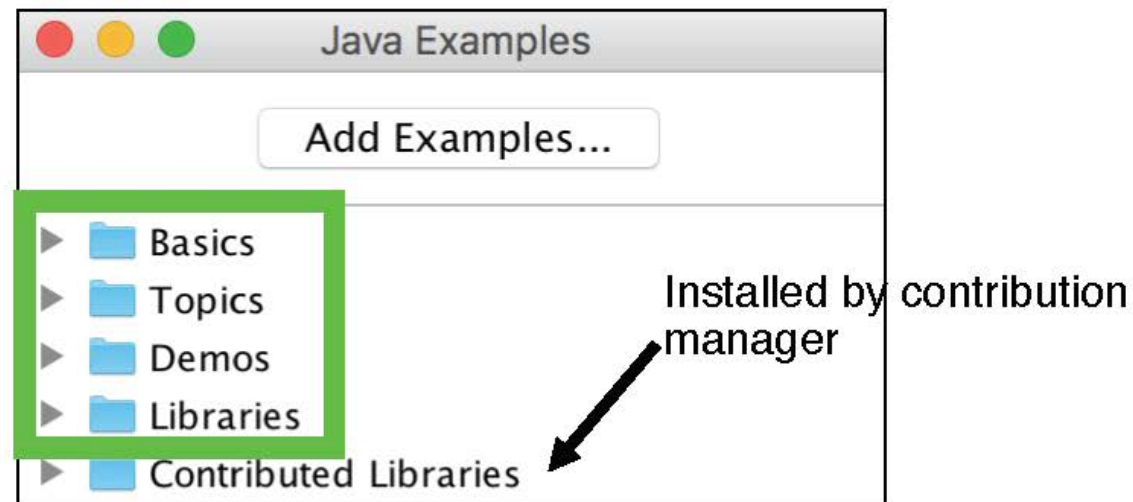 Java Examples
Add Examples...
Basics
Topics
Demos
Libraries
Contributed Libraries
Installed by contribution
manager